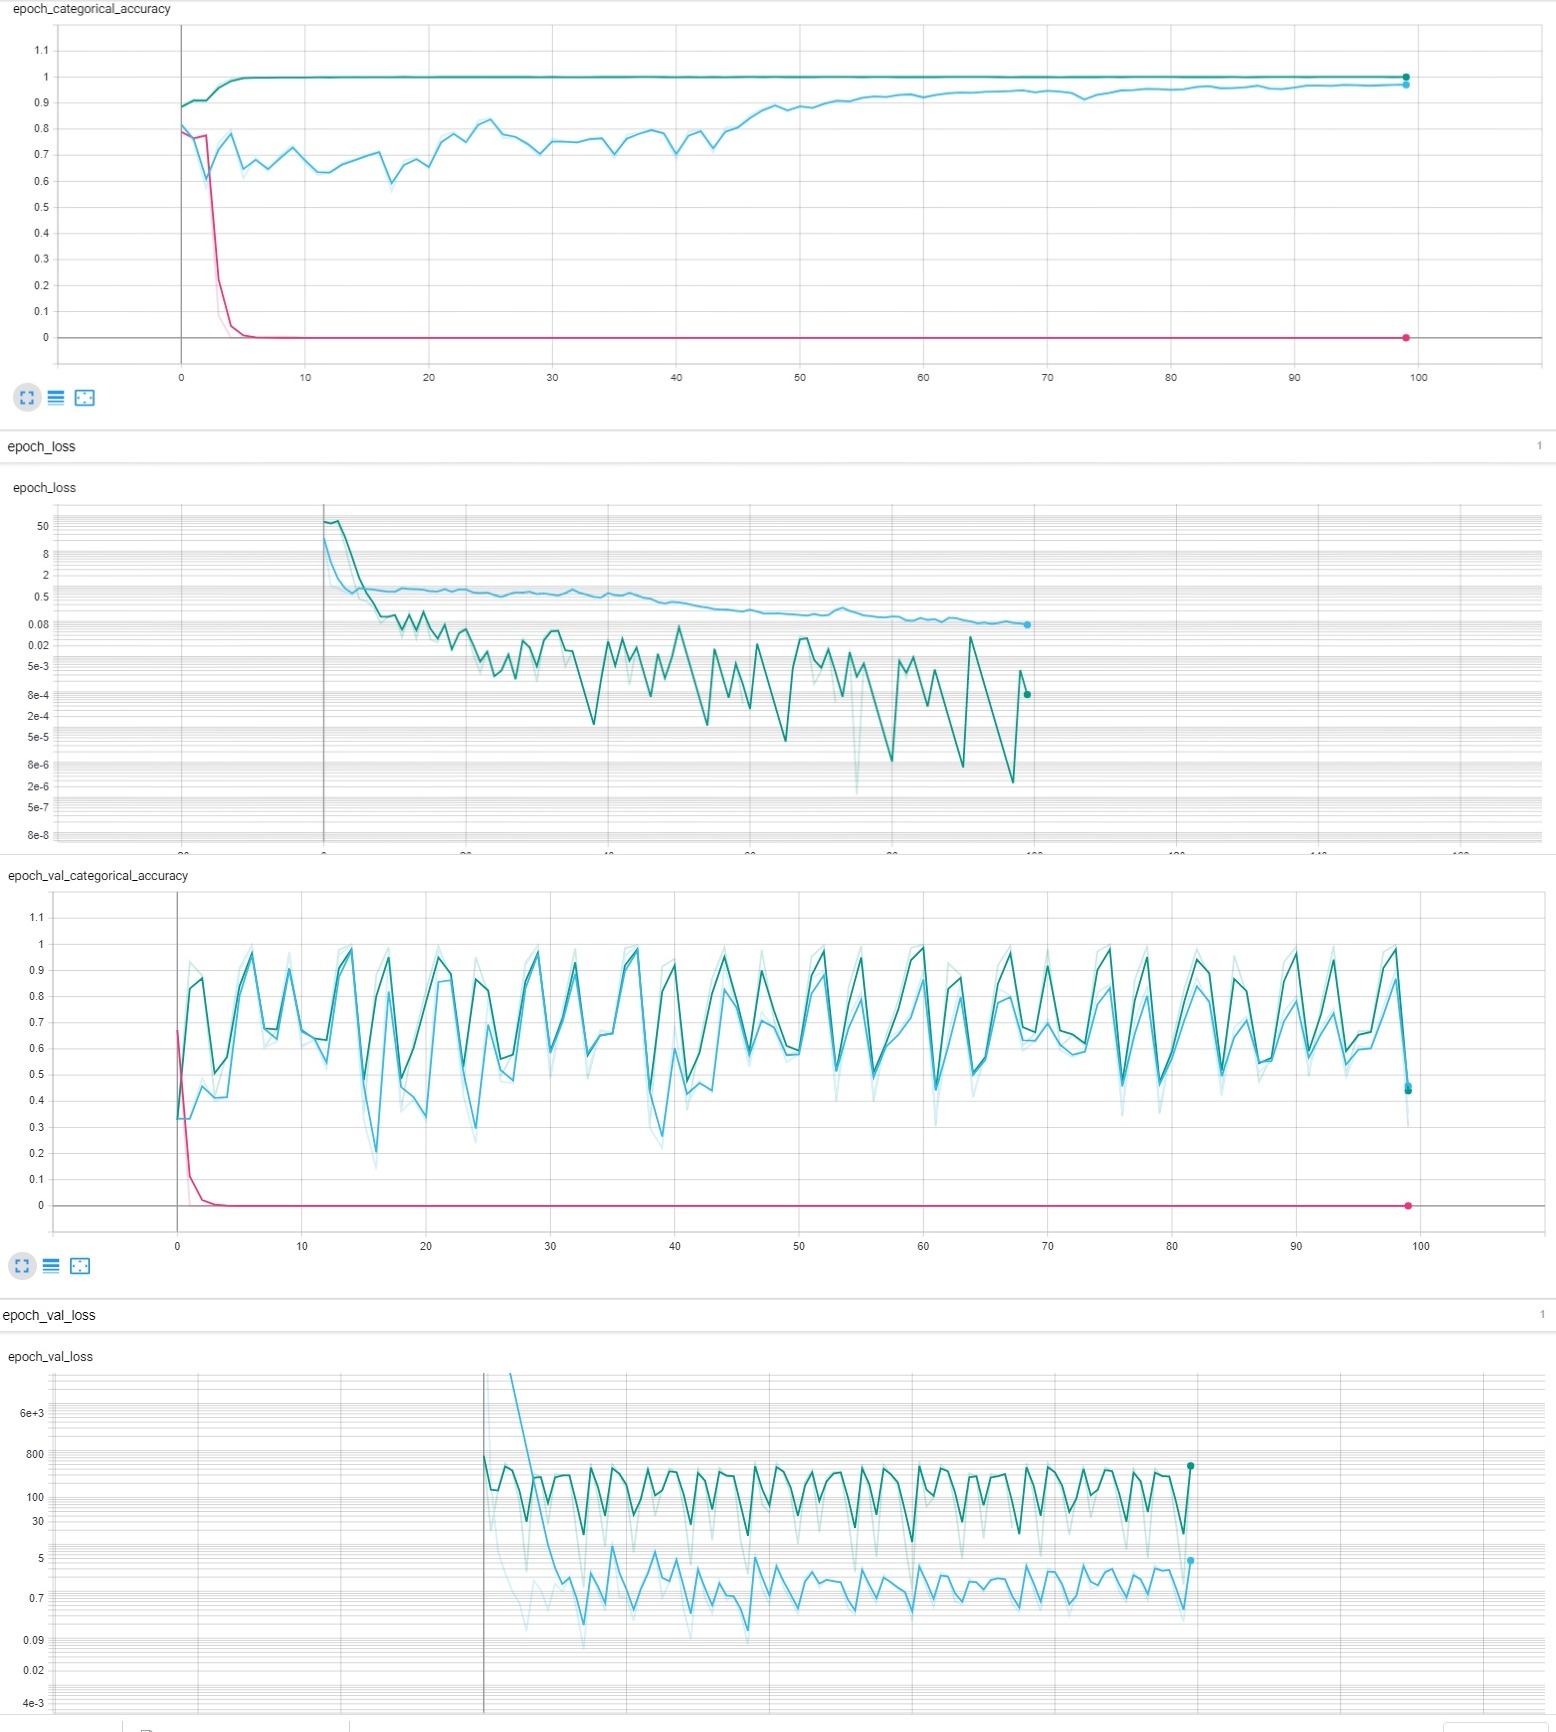 epoch_categorical_accuracy
1.1
1
0.9
0.8
0.7
0.6
0.5
0.4
0.3
0.2
0.1
0
0 10 20 30 40 50 60 70 80 90 100
epoch_loss 1
epoch_loss
50
8
2
0.5
0.08
0.02
5e-3
8e-4
2e-4
5e-5
8e-6
2e-6
5e-7
8e-8
epoch_val_categorical_accuracy
1.1
1
0.9
0.8
0.7
0.6
0.5
0.4
0.3
0.2
0.1
0
0 10 20 30 40 50 60 70 80 90 100
epoch_val_loss 1
epoch_val_loss
6e+3
800
100
30
5
0.7
0.09
0.02
4e-3